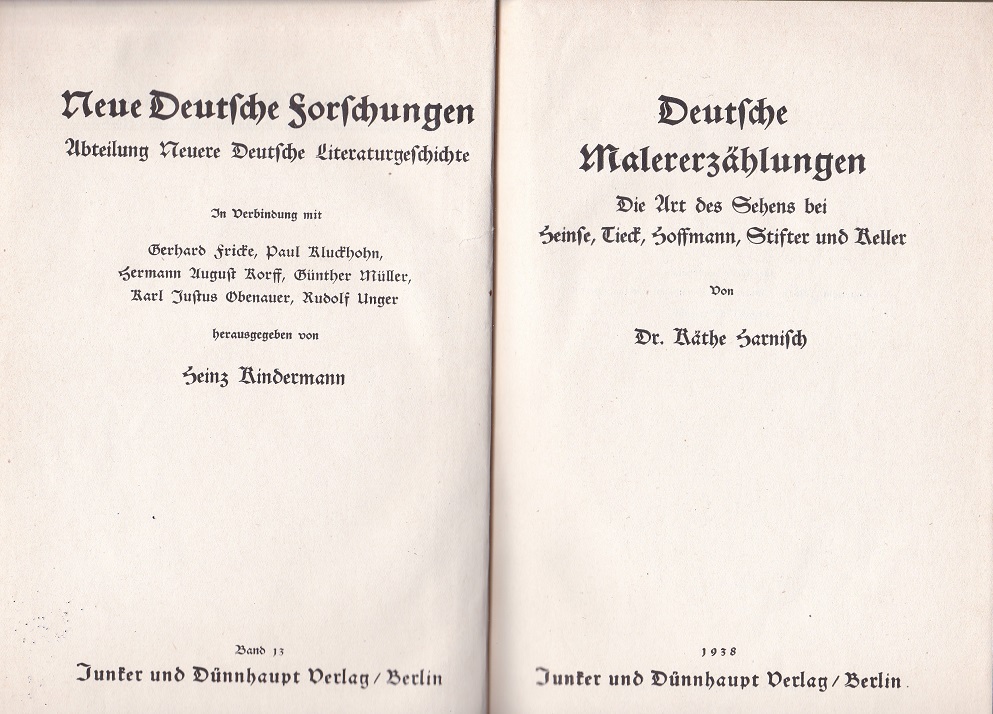 Neue Deutsche Forschungen
Abteilung Neuere Deutsche Literaturgeschichte
In Verbindung mit
Gerhard Fricke, Paul Kluckhohn,
Hermann August Korff, Günther Müller,
Karl Justus Obenauer, Rudolf Unger
herausgegeben von
Heinz Kindermann
Band 13
Junker und Dünnhaupt Verlag / Berlin
Deutsche
Malererzählungen
Die Art des Sehens bei
Heinse, Tieck, Hoffmann, Stifter und Keller
Von
Dr. Käthe Harnisch
1938
Junker und Dünnhaupt Verlag / Berlin